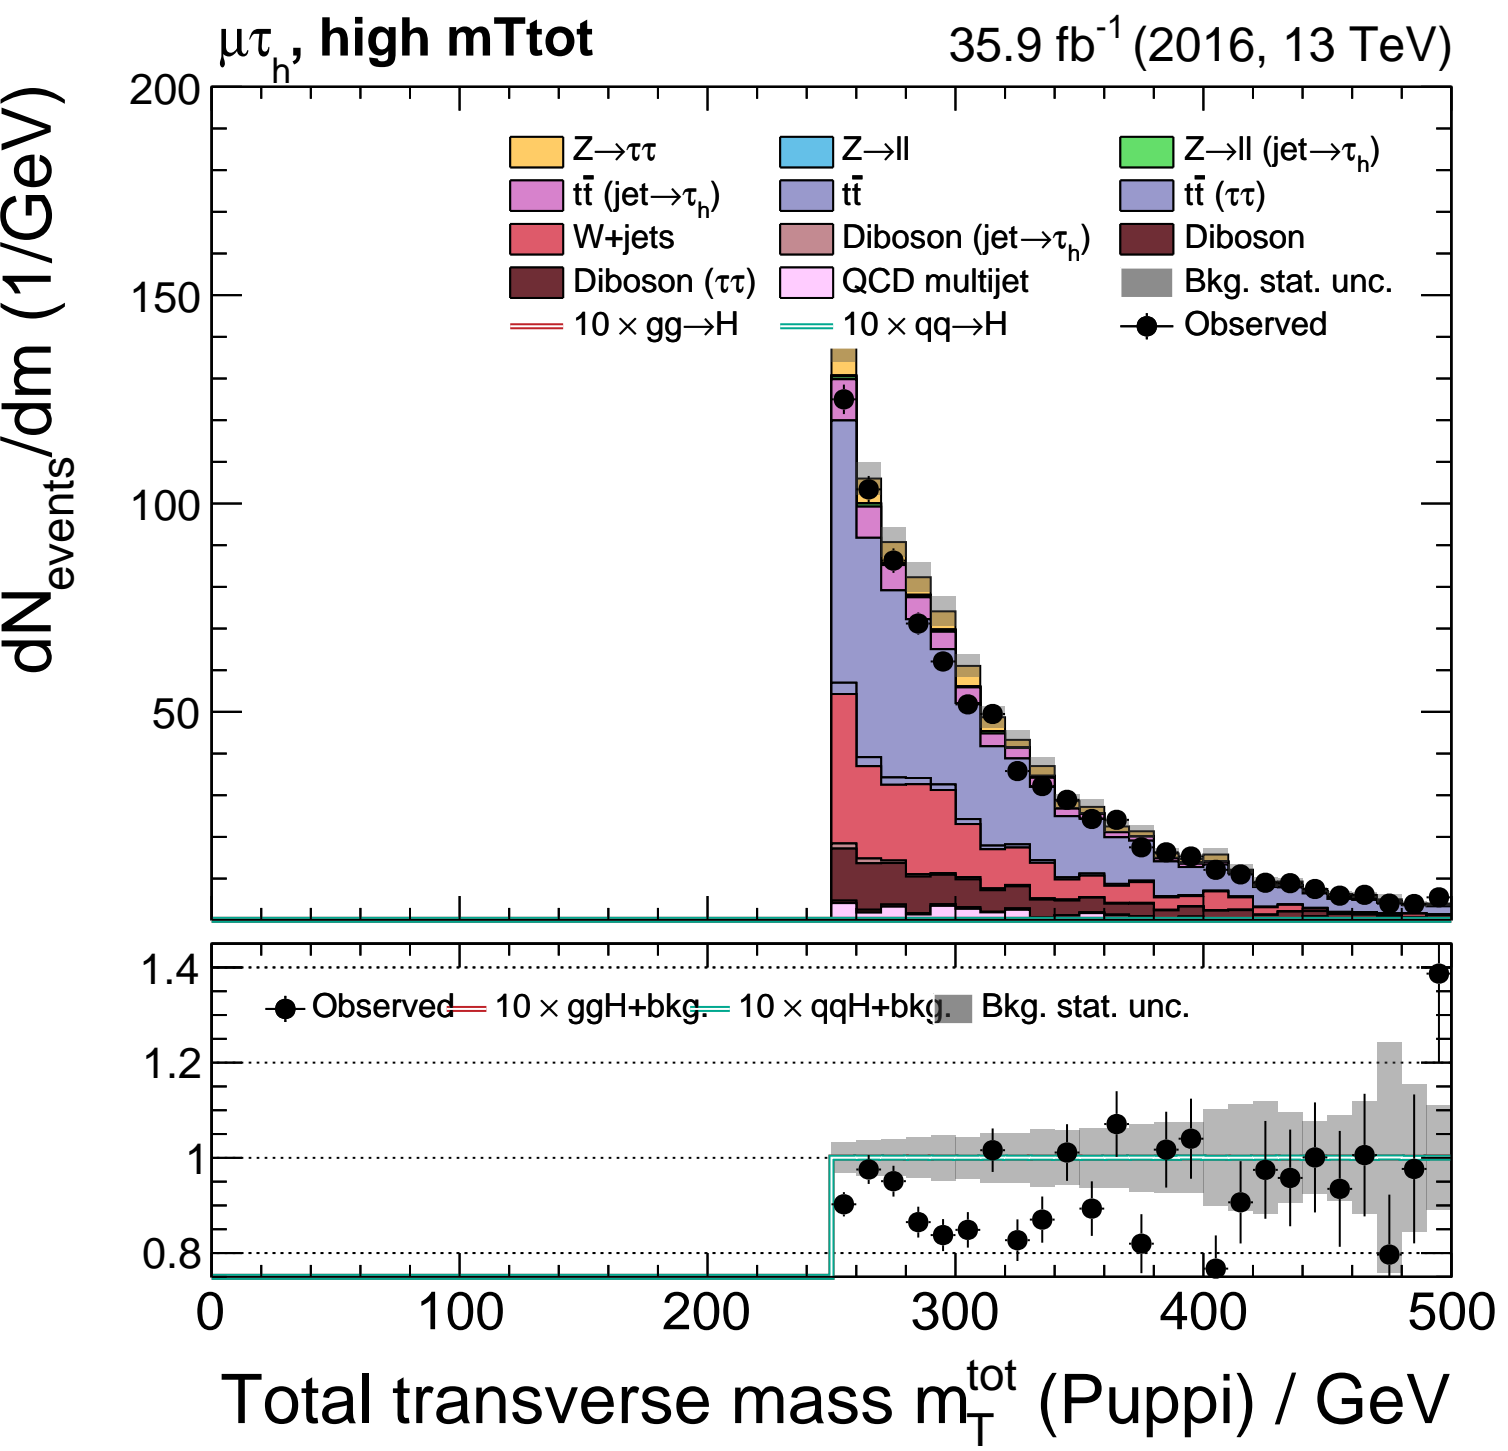 μτh, high mTtot 35.9 fb-1 (2016, 13 TeV)
dNevents/dm (1/GeV)
200
150
100
50
Z→ττ Z→ll Z→ll (jet→τh)
tt̄ (jet→τh) tt̄ tt̄ (ττ)
W+jets Diboson (jet→τh) Diboson
Diboson (ττ) QCD multijet Bkg. stat. unc.
10 × gg→H 10 × qq→H Observed
1.4
1.2
1
0.8
Observed 10 × ggH+bkg. 10 × qqH+bkg. Bkg. stat. unc.
0 100 200 300 400 500
Total transverse mass mTtot (Puppi) / GeV